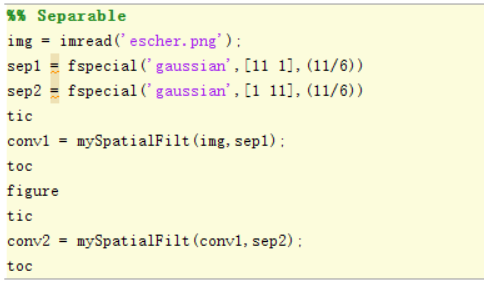 %% Separable
img = imread('escher.png');
sep1 = fspecial('gaussian',[11 1],(11/6))
sep2 = fspecial('gaussian',[1 11],(11/6))
tic
conv1 = mySpatialFilt(img,sep1);
toc
figure
tic
conv2 = mySpatialFilt(conv1,sep2);
toc